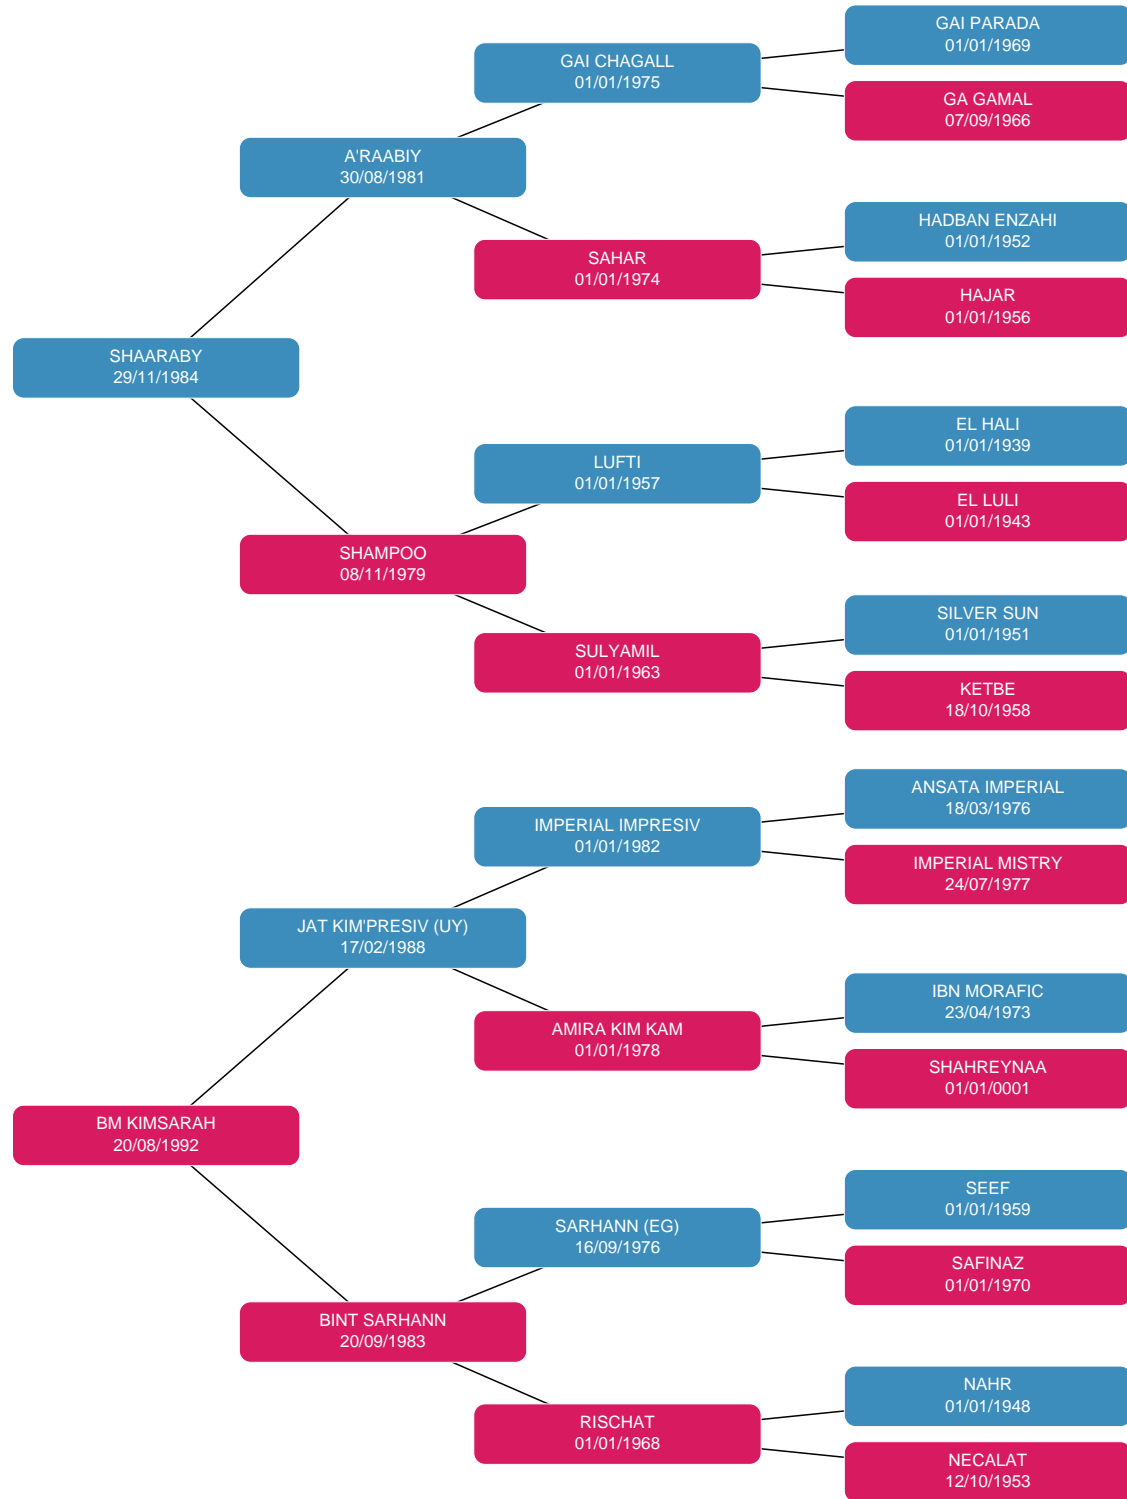 GAI PARADA
01/01/1969
GAI CHAGALL
01/01/1975
GA GAMAL
07/09/1966
A'RAABIY
30/08/1981
HADBAN ENZAHI
01/01/1952
SAHAR
01/01/1974
HAJAR
01/01/1956
SHAARABY
29/11/1984
EL HALI
01/01/1939
LUFTI
01/01/1957
EL LULI
01/01/1943
SHAMPOO
08/11/1979
SILVER SUN
01/01/1951
SULYAMIL
01/01/1963
KETBE
18/10/1958
ANSATA IMPERIAL
18/03/1976
IMPERIAL IMPRESIV
01/01/1982
IMPERIAL MISTRY
24/07/1977
JAT KIM'PRESIV (UY)
17/02/1988
IBN MORAFIC
23/04/1973
AMIRA KIM KAM
01/01/1978
SHAHREYNAA
01/01/0001
BM KIMSARAH
20/08/1992
SEEF
01/01/1959
SARHANN (EG)
16/09/1976
SAFINAZ
01/01/1970
BINT SARHANN
20/09/1983
NAHR
01/01/1948
RISCHAT
01/01/1968
NECALAT
12/10/1953